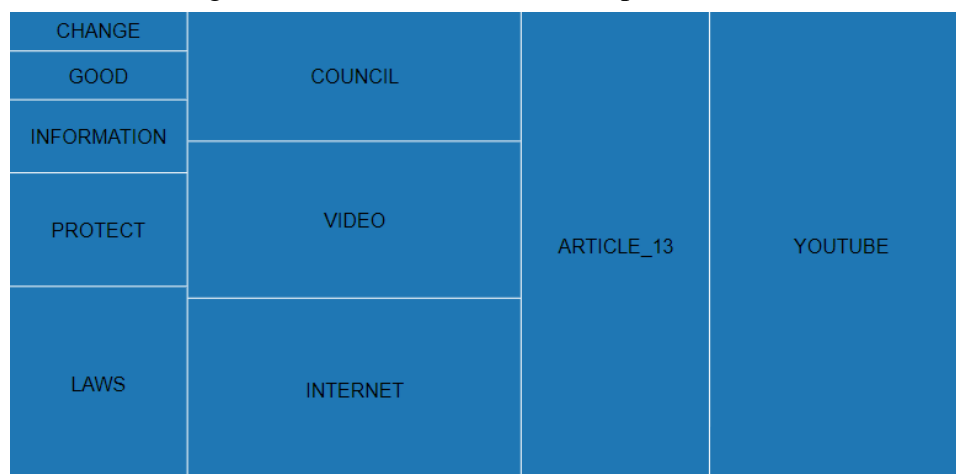 CHANGE
GOOD
INFORMATION
PROTECT
LAWS
COUNCIL
VIDEO
INTERNET
ARTICLE_13
YOUTUBE